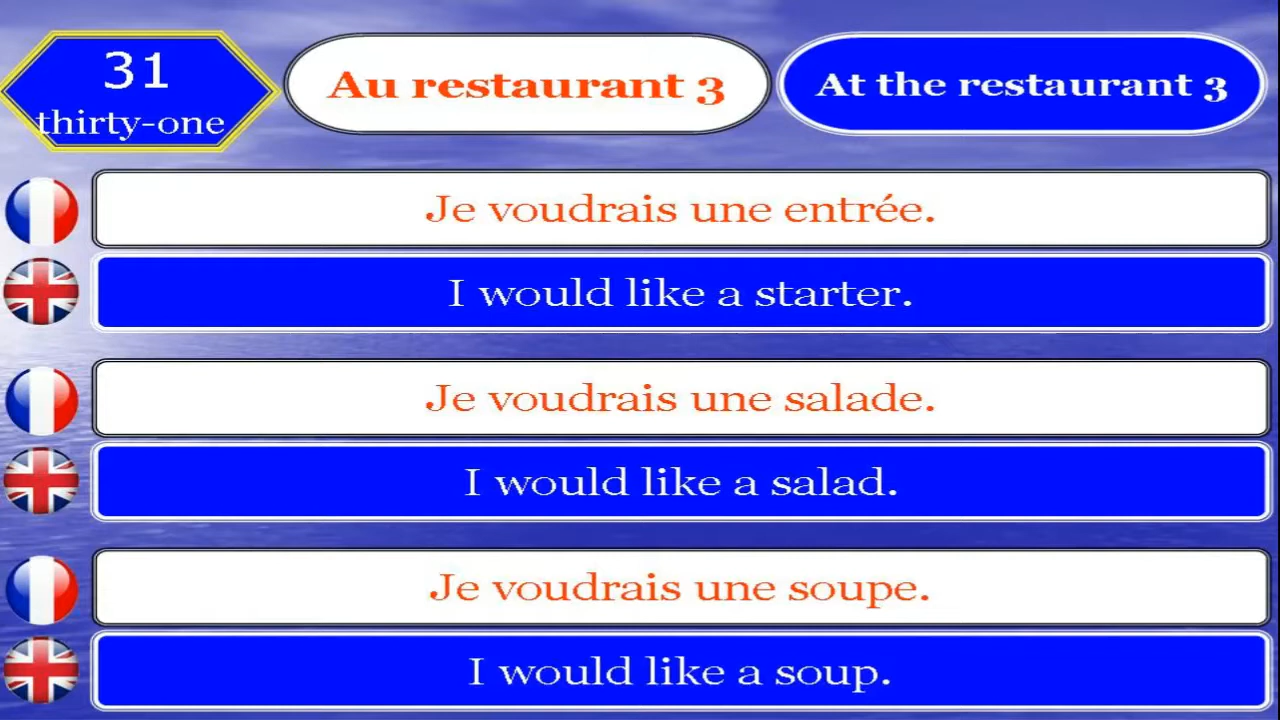 31
thirty-one
Au restaurant 3
At the restaurant 3
Je voudrais une entrée.
I would like a starter.
Je voudrais une salade.
I would like a salad.
Je voudrais une soupe.
I would like a soup.